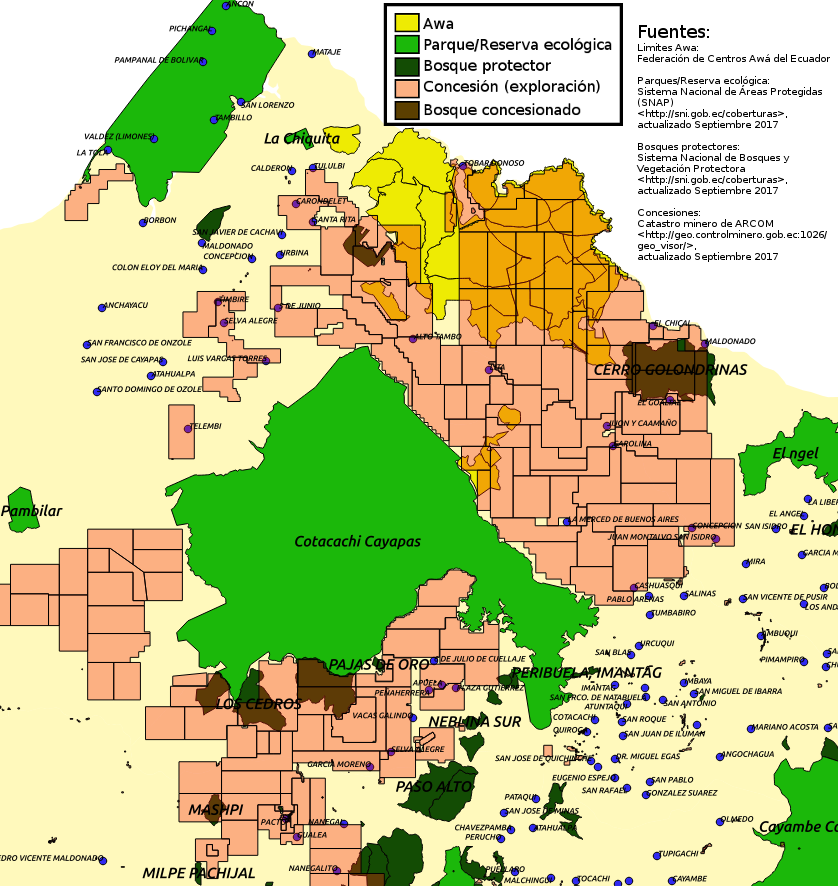 Awa
Parque/Reserva ecológica
Bosque protector
Concesión (exploración)
Bosque concesionado
Fuentes:
Limites Awa:
Federación de Centros Awá del Ecuador
Parques/Reserva ecológica:
Sistema Nacional de Áreas Protegidas
(SNAP)
<http://sni.gob.ec/coberturas>,
actualizado Septiembre 2017
Bosques protectores:
Sistema Nacional de Bosques y
Vegetación Protectora
<http://sni.gob.ec/coberturas>,
actualizado Septiembre 2017
Concesiones:
Catastro minero de ARCOM
<http://geo.controlminero.gob.ec:1026/
geo_visor/>,
actualizado Septiembre 2017
ANCON
PICHANGAL
MATAJE
PAMPANAL DE BOLIVAR
SAN LORENZO
TAMBILLO
VALDEZ (LIMONES)
La Chiquita
LA TOLA
TOBAR DONOSO
CALDERON
TULULBI
CARONDELET
BORBON
SANTA RITA
SAN JAVIER DE CACHAVI
MALDONADO
CONCEPCION
URBINA
COLON ELOY DEL MARIA
TIMBIRE
ANCHAYACU
5 DE JUNIO
SELVA ALEGRE
EL CHICAL
ALTO TAMBO
MALDONADO
SAN FRANCISCO DE ONZOLE
SAN JOSE DE CAYAPAS
LUIS VARGAS TORRES
CERRO GOLONDRINAS
ATAHUALPA
SANTO DOMINGO DE ONZOLE
EL GOALTAL
TELEMBI
JIJON Y CAAMAÑO
CAROLINA
El ngel
Pambilar
LA LIBER
EL ANGEL
LA MERCED DE BUENOS AIRES
CONCEPCION
SAN ISIDRO
EL HON
JUAN MONTALVO SAN ISIDRO
Cotacachi Cayapas
GARCIA M
MIRA
CASHUASQUI
BOL
PABLO ARENAS
SALINAS
SAN VICENTE DE PUSIR
LOS AND
TUMBABIRO
AMBUQUI
URCUQUI
SAN BLAS
PIMAMPIRO
SA
CHI
PAJAS DE ORO
6 DE JULIO DE CUELLAJE
PERIBUELA, IMANTAG
APUELA
PEÑAHERRERA
PLAZA GUTIERREZ
IMANTAG
AMBAYA
SAN MIGUEL DE IBARRA
SAN FRCO. DE NATABUELA
ATUNTAQUI
SAN ANTONIO
LOS CEDROS
VACAS GALINDO
NEBLINA SUR
COTACACHI
SAN ROQUE
QUIROGA
SAN JUAN DE ILUMAN
MARIANO ACOSTA
SA
SELVA ALEGRE
SAN JOSE DE QUICHINCHE
DR. MIGUEL EGAS
ANGOCHAGUA
GARCIA MORENO
EUGENIO ESPEJO
SAN PABLO
SAN RAFAEL
GONZALEZ SUAREZ
PASO ALTO
PATAQUI
MASHPI
SAN JOSE DE MINAS
PACTO
NANEGAL
OLMEDO
CHAVEZPAMBA
ATAHUALPA
Cayambe Co
GUALEA
PERUCHO
TUPIGACHI
EDRO VICENTE MALDONADO
MILPE PACHIJAL
NANEGALITO
PUELLARO
MALCHINGUI
TOCACHI
CAYAMBE